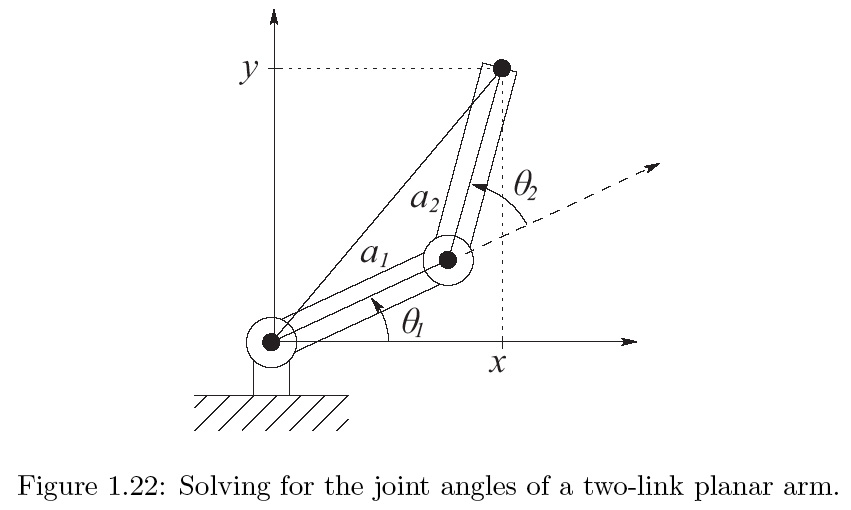 y
θ2
a2
a1
θ1
x
Figure 1.22: Solving for the joint angles of a two-link planar arm.